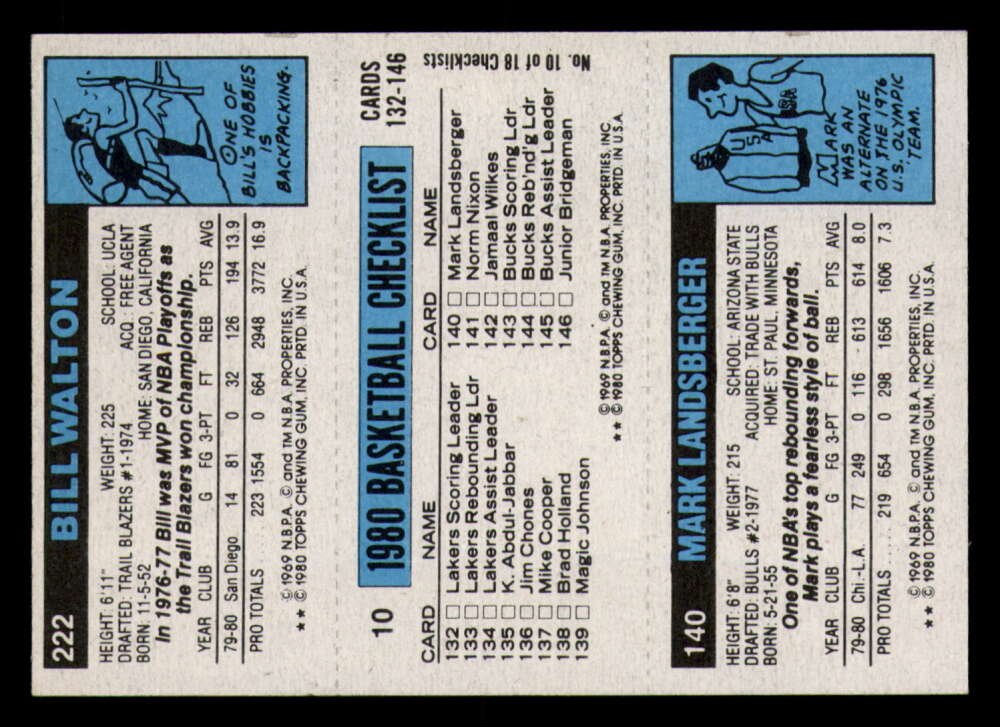 222 BILL WALTON
HEIGHT: 6'11" WEIGHT: 225 SCHOOL: UCLA
DRAFTED: TRAIL BLAZERS #1-1974 ACQ.: FREE AGENT
BORN: 11-5-52 HOME: SAN DIEGO, CALIFORNIA
In 1976-77 Bill was MVP of NBA Playoffs as
the Trail Blazers won championship.
YEAR CLUB G FG 3-PT FT REB PTS AVG
79-80 San Diego 14 81 0 32 126 194 13.9
PRO TOTALS .... 223 1554 0 664 2948 3772 16.9
© 1969 N.B.P.A. © and TM N.B.A. PROPERTIES, INC.
★★ © 1980 TOPPS CHEWING GUM, INC. PRTD. IN U.S.A.
ONE OF
BILL'S HOBBIES
IS
BACKPACKING.
10 1980 BASKETBALL CHECKLIST CARDS
132-146
CARD NAME
132 □ Lakers Scoring Leader
133 □ Lakers Rebounding Ldr
134 □ Lakers Assist Leader
135 □ K. Abdul-Jabbar
136 □ Jim Chones
137 □ Mike Cooper
138 □ Brad Holland
139 □ Magic Johnson
CARD NAME
140 □ Mark Landsberger
141 □ Norm Nixon
142 □ Jamaal Wilkes
143 □ Bucks Scoring Ldr
144 □ Bucks Reb'nd'g Ldr
145 □ Bucks Assist Leader
146 □ Junior Bridgeman
© 1969 N.B.P.A. © and TM N.B.A. PROPERTIES, INC.
★★ © 1980 TOPPS CHEWING GUM, INC. PRTD. IN U.S.A.
No. 10 of 18 Checklists
140 MARK LANDSBERGER
HEIGHT: 6'8" WEIGHT: 215 SCHOOL: ARIZONA STATE
DRAFTED: BULLS #2-1977 ACQUIRED: TRADE WITH BULLS
BORN: 5-21-55 HOME: ST. PAUL, MINNESOTA
One of NBA's top rebounding forwards,
Mark plays a fearless style of ball.
YEAR CLUB G FG 3-PT FT REB PTS AVG
79-80 Chi.-L.A. 77 249 0 116 613 614 8.0
PRO TOTALS .... 219 654 0 298 1656 1606 7.3
© 1969 N.B.P.A. © and TM N.B.A. PROPERTIES, INC.
★★ © 1980 TOPPS CHEWING GUM, INC. PRTD. IN U.S.A.
USA
USA
MARK
WAS AN
ALTERNATE
ON THE 1976
U.S. OLYMPIC
TEAM.